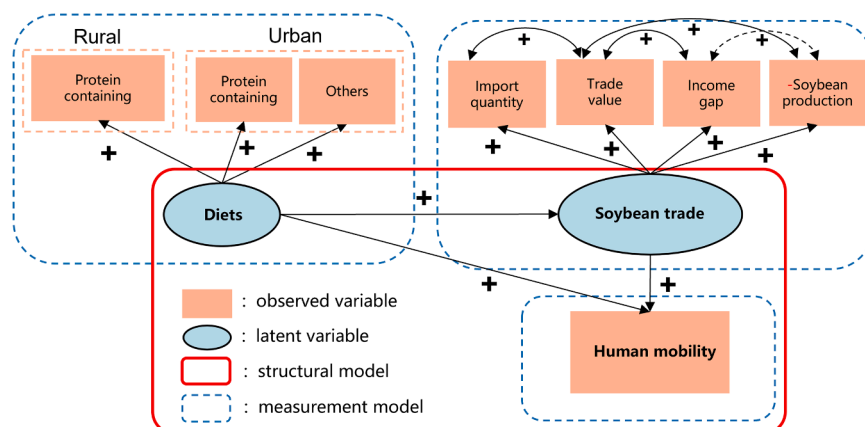 Rural
Urban
Protein
containing
Protein
containing
Others
Import
quantity
Trade
value
Income
gap
-Soybean
production
+ + + +
+ + +
+ + + +
Diets
+
Soybean trade
+ +
Human mobility
: observed variable
: latent variable
: structural model
: measurement model